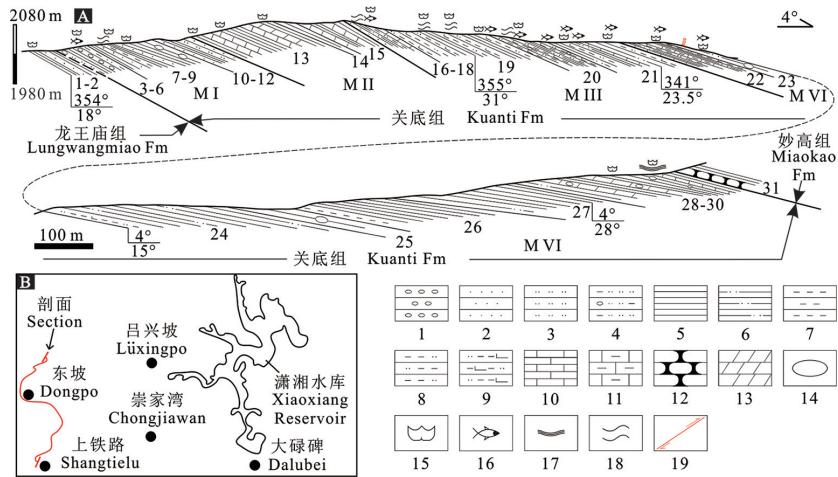 A
2080 m
1980 m
4°
1-2
354°
18°
3-6
7-9
M I
10-12
13
14
M II
15
16-18
19
355°
31°
M III
20
21
341°
23.5°
22
23
M VI
龙王庙组
Lungwangmiao Fm
关底组
Kuanti Fm
妙高组
Miaokao
Fm
100 m
4°
15°
24
25
26
27
4°
28°
28-30
31
M VI
关底组
Kuanti Fm
B
剖面
Section
吕兴坡
Lüxingpo
东坡
Dongpo
崇家湾
Chongjiawan
潇湘水库
Xiaoxiang
Reservoir
上铁路
Shangtielu
大碌碑
Dalubei
1
2
3
4
5
6
7
8
9
10
11
12
13
14
15
16
17
18
19